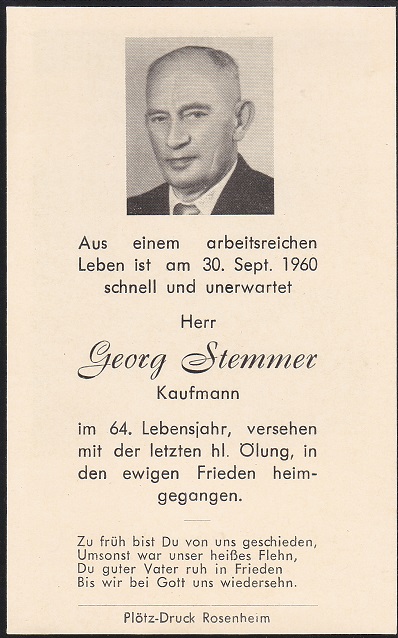 Aus einem arbeitsreichen
Leben ist am 30. Sept. 1960
schnell und unerwartet
Herr
Georg Stemmer
Kaufmann
im 64. Lebensjahr, versehen
mit der letzten hl. Ölung, in
den ewigen Frieden heim-
gegangen.
Zu früh bist Du von uns geschieden,
Umsonst war unser heißes Flehn,
Du guter Vater ruh in Frieden
Bis wir bei Gott uns wiedersehn.
Plötz-Druck Rosenheim